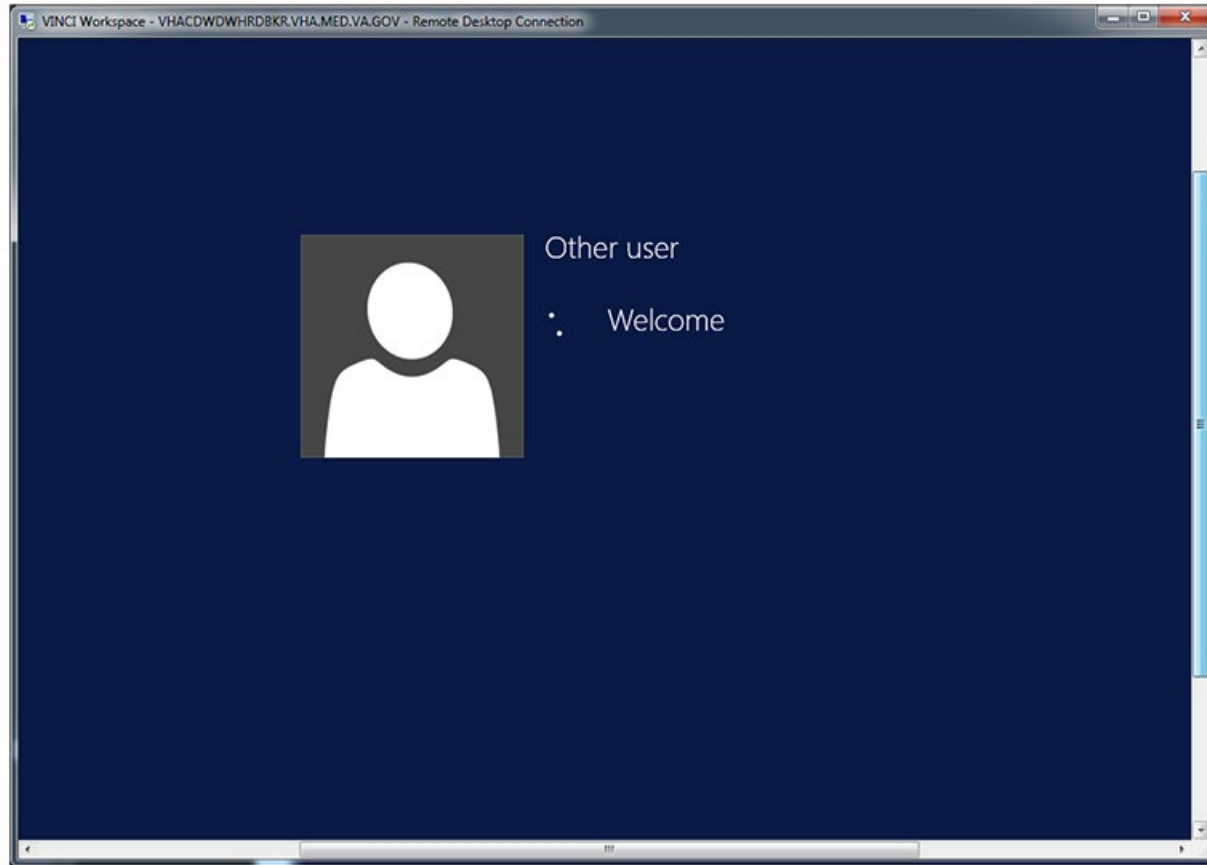 VINCI Workspace - VHACDWDWHRDBKR.VHA.MED.VA.GOV - Remote Desktop Connection
Other user
Welcome